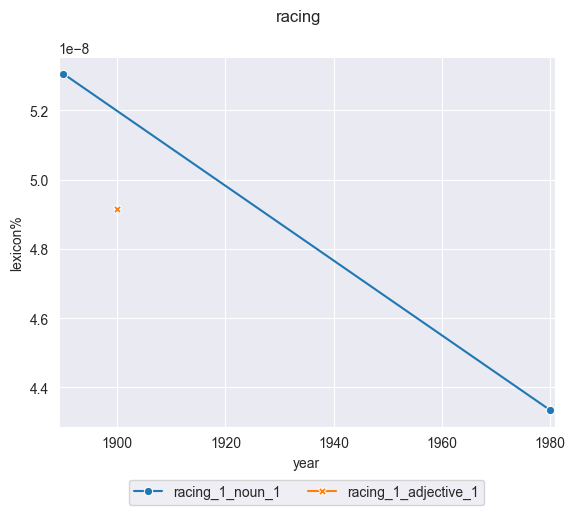 racing
1e−8
5.2
5.0
4.8
4.6
4.4
lexicon%
1900 1920 1940 1960 1980
year
racing_1_noun_1 racing_1_adjective_1